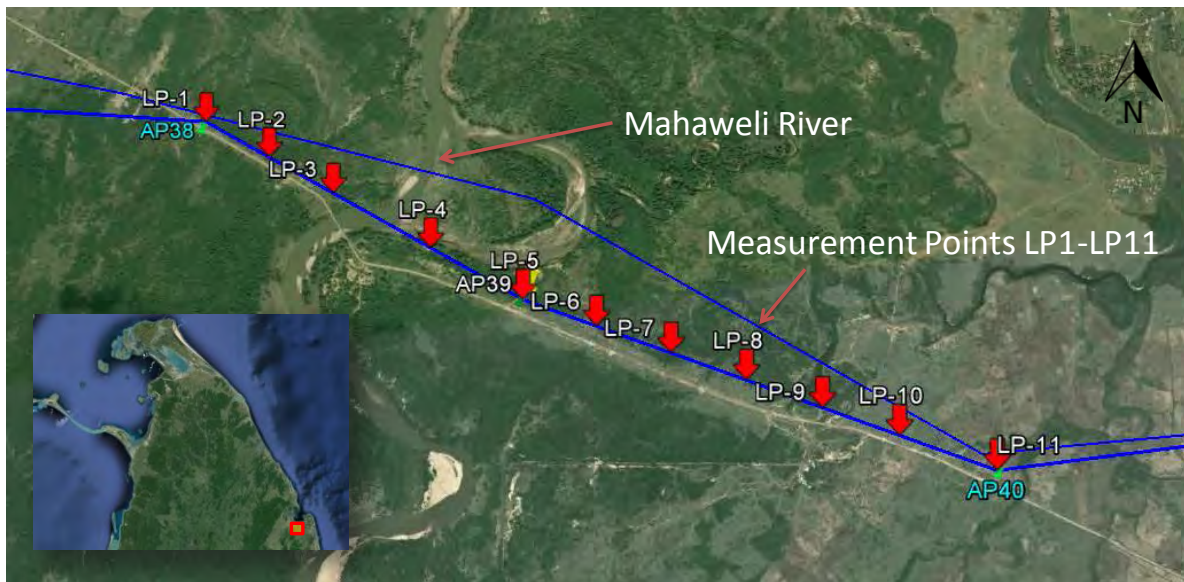 LP-1
AP38
LP-2
LP-3
LP-4
LP-5
AP39
LP-6
LP-7
LP-8
LP-9
LP-10
LP-11
AP40
Mahaweli River
Measurement Points LP1-LP11
N